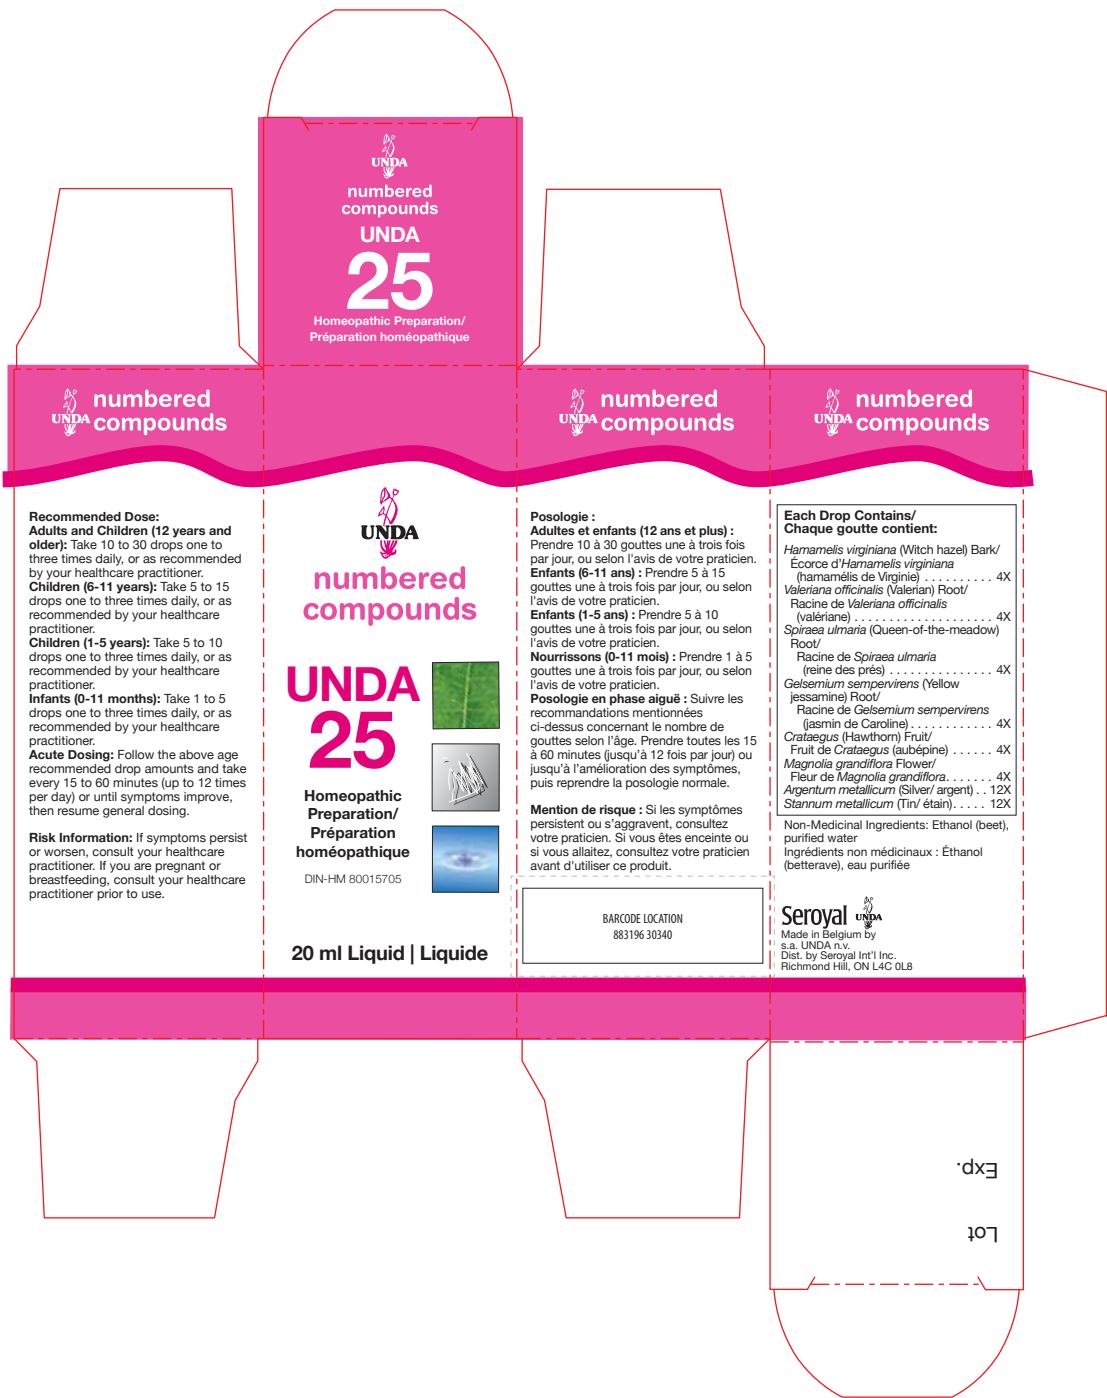 UNDA
numbered
compounds
UNDA
25
Homeopathic Preparation/
Préparation homéopathique
UNDA
numbered
compounds
UNDA
numbered
compounds
UNDA
numbered
compounds
Recommended Dose:
Adults and Children (12 years and
older): Take 10 to 30 drops one to
three times daily, or as recommended
by your healthcare practitioner.
Children (6-11 years): Take 5 to 15
drops one to three times daily, or as
recommended by your healthcare
practitioner.
Children (1-5 years): Take 5 to 10
drops one to three times daily, or as
recommended by your healthcare
practitioner.
Infants (0-11 months): Take 1 to 5
drops one to three times daily, or as
recommended by your healthcare
practitioner.
Acute Dosing: Follow the above age
recommended drop amounts and take
every 15 to 60 minutes (up to 12 times
per day) or until symptoms improve,
then resume general dosing.
Risk Information: If symptoms persist
or worsen, consult your healthcare
practitioner. If you are pregnant or
breastfeeding, consult your healthcare
practitioner prior to use.
UNDA
numbered
compounds
UNDA
25
Homeopathic
Preparation/
Préparation
homéopathique
DIN-HM 80015705
20 ml Liquid | Liquide
Posologie :
Adultes et enfants (12 ans et plus) :
Prendre 10 à 30 gouttes une à trois fois
par jour, ou selon l'avis de votre praticien.
Enfants (6-11 ans) : Prendre 5 à 15
gouttes une à trois fois par jour, ou selon
l'avis de votre praticien.
Enfants (1-5 ans) : Prendre 5 à 10
gouttes une à trois fois par jour, ou selon
l'avis de votre praticien.
Nourrissons (0-11 mois) : Prendre 1 à 5
gouttes une à trois fois par jour, ou selon
l'avis de votre praticien.
Posologie en phase aiguë : Suivre les
recommandations mentionnées
ci-dessus concernant le nombre de
gouttes selon l'âge. Prendre toutes les 15
à 60 minutes (jusqu'à 12 fois par jour) ou
jusqu'à l'amélioration des symptômes,
puis reprendre la posologie normale.
Mention de risque : Si les symptômes
persistent ou s'aggravent, consultez
votre praticien. Si vous êtes enceinte ou
si vous allaitez, consultez votre praticien
avant d'utiliser ce produit.
BARCODE LOCATION
883196 30340
Each Drop Contains/
Chaque goutte contient:
Hamamelis virginiana (Witch hazel) Bark/
Écorce d'Hamamelis virginiana
(hamamélis de Virginie) . . . . . . . . . . 4X
Valeriana officinalis (Valerian) Root/
Racine de Valeriana officinalis
(valériane) . . . . . . . . . . . . . . . . . . . . 4X
Spiraea ulmaria (Queen-of-the-meadow)
Root/
Racine de Spiraea ulmaria
(reine des prés) . . . . . . . . . . . . . . . 4X
Gelsemium sempervirens (Yellow
jessamine) Root/
Racine de Gelsemium sempervirens
(jasmin de Caroline) . . . . . . . . . . . . 4X
Crataegus (Hawthorn) Fruit/
Fruit de Crataegus (aubépine) . . . . . . 4X
Magnolia grandiflora Flower/
Fleur de Magnolia grandiflora. . . . . . . 4X
Argentum metallicum (Silver/ argent) . . 12X
Stannum metallicum (Tin/ étain). . . . . 12X
Non-Medicinal Ingredients: Ethanol (beet),
purified water
Ingrédients non médicinaux : Éthanol
(betterave), eau purifiée
Seroyal UNDA
Made in Belgium by
s.a. UNDA n.v.
Dist. by Seroyal Int'l Inc.
Richmond Hill, ON L4C 0L8
Exp.
Lot